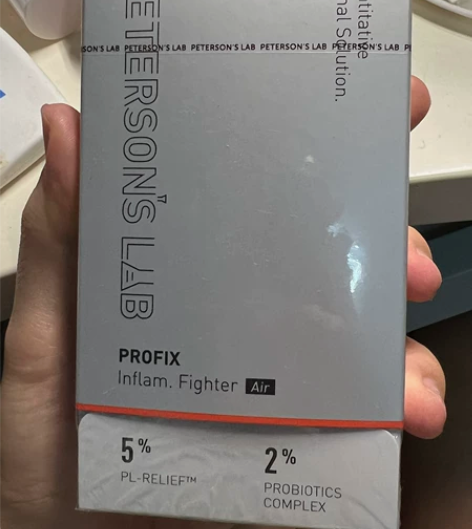 PETERSON'S LAB PETERSON'S LAB PETERSON'S LAB PETERSON'S LAB
ETERSON'S LAB
Solution.
PROFIX
Inflam. Fighter Air
5%
PL-RELIEF™
2%
PROBIOTICS
COMPLEX